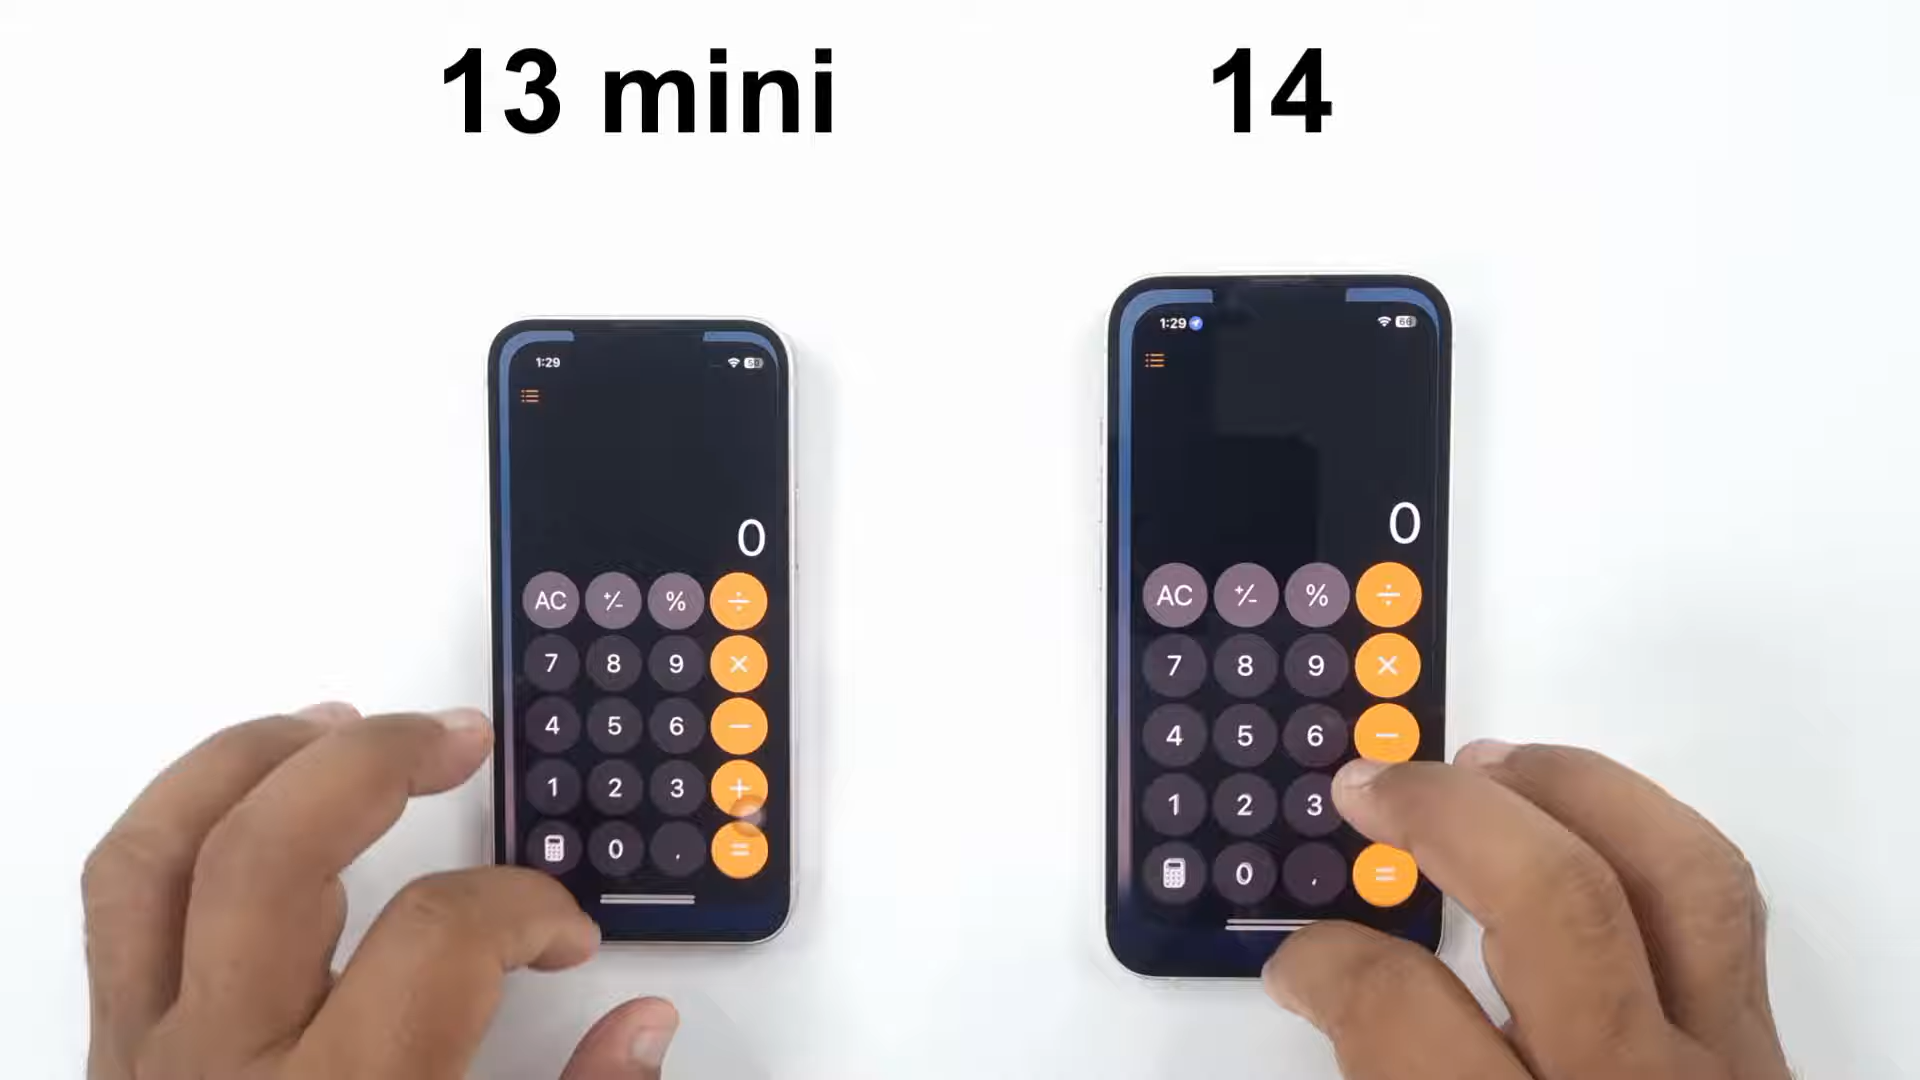 13 mini
14
1:29
0
AC +/- % ÷
7 8 9 ×
4 5 6 −
1 2 3 +
0 , =
1:29
66
0
AC +/- % ÷
7 8 9 ×
4 5 6 −
1 2 3
0 , =